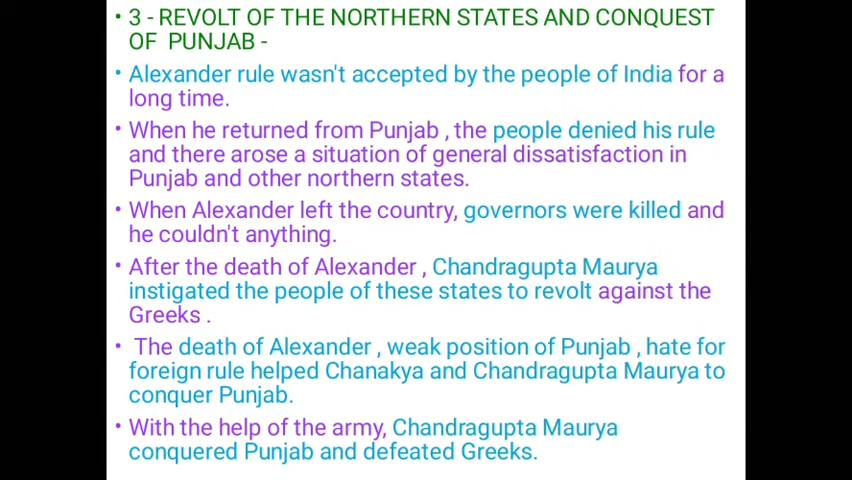 • 3 - REVOLT OF THE NORTHERN STATES AND CONQUEST
OF  PUNJAB -
• Alexander rule wasn't accepted by the people of India for a
long time.
• When he returned from Punjab , the people denied his rule
and there arose a situation of general dissatisfaction in
Punjab and other northern states.
• When Alexander left the country, governors were killed and
he couldn't anything.
• After the death of Alexander , Chandragupta Maurya
instigated the people of these states to revolt against the
Greeks .
•  The death of Alexander , weak position of Punjab , hate for
foreign rule helped Chanakya and Chandragupta Maurya to
conquer Punjab.
• With the help of the army, Chandragupta Maurya
conquered Punjab and defeated Greeks.